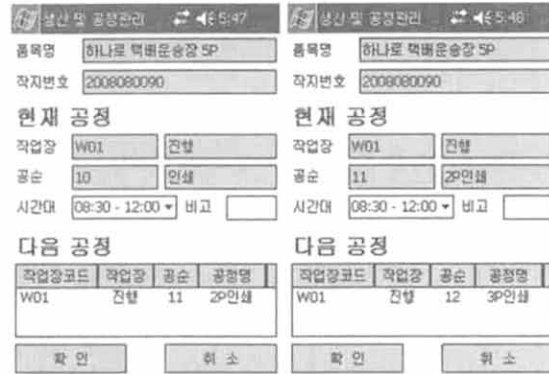 생산 및 공정관리 5:47
품목명 하나로 택배운송장 5P
작지번호 2008080090
현재 공정
작업장 W01 진행
공순 10 인쇄
시간대 08:30 - 12:00 비고
다음 공정
작업장코드 작업장 공순 공정명
W01 진행 11 2P인쇄
확 인 취 소
생산 및 공정관리 5:48
품목명 하나로 택배운송장 5P
작지번호 2008080090
현재 공정
작업장 W01 진행
공순 11 2P인쇄
시간대 08:30 - 12:00 비고
다음 공정
작업장코드 작업장 공순 공정명
W01 진행 12 3P인쇄
확 인 취 소